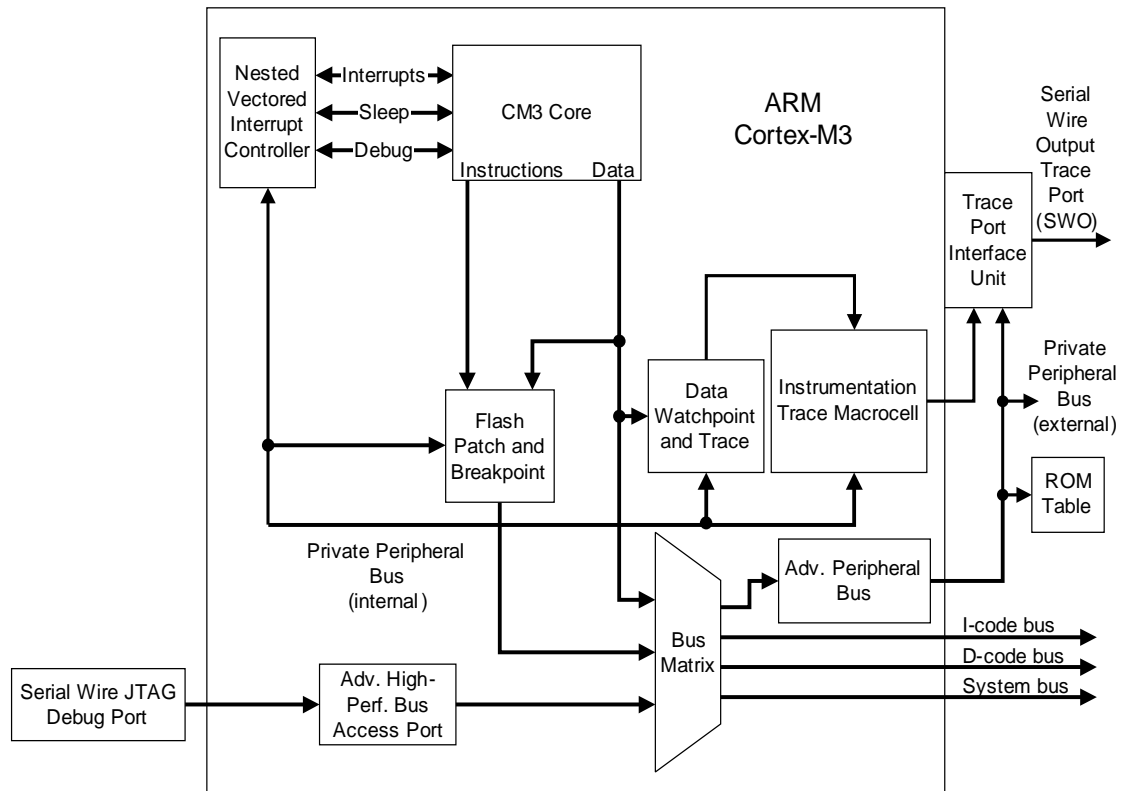 Nested
Vectored
Interrupt
Controller
Interrupts
Sleep
Debug
CM3 Core
Instructions
Data
ARM
Cortex-M3
Serial
Wire
Output
Trace
Port
(SWO)
Trace
Port
Interface
Unit
Flash
Patch and
Breakpoint
Data
Watchpoint
and Trace
Instrumentation
Trace Macrocell
Private
Peripheral
Bus
(external)
ROM
Table
Private Peripheral
Bus
(internal)
Adv. Peripheral
Bus
Bus
Matrix
I-code bus
D-code bus
System bus
Serial Wire JTAG
Debug Port
Adv. High-
Perf. Bus
Access Port